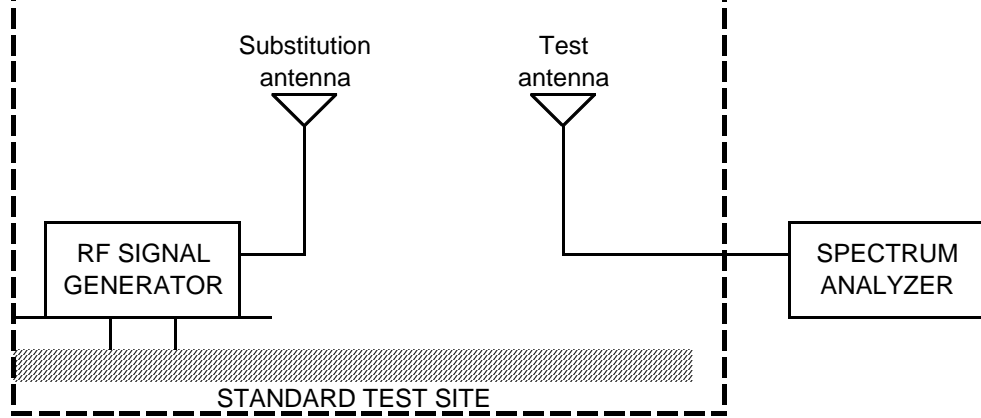 Substitution
antenna
Test
antenna
RF SIGNAL
GENERATOR
SPECTRUM
ANALYZER
STANDARD TEST SITE